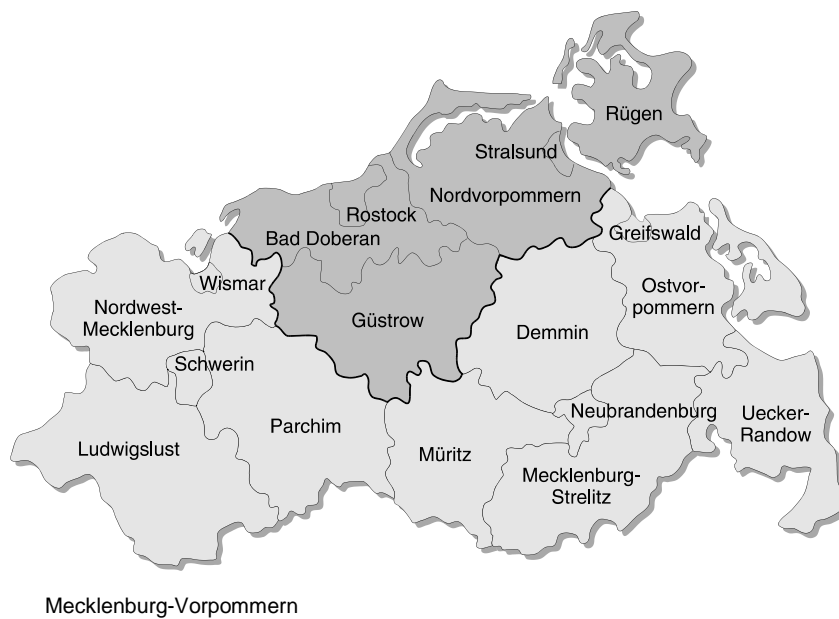 Rügen
Stralsund
Nordvorpommern
Rostock
Bad Doberan
Greifswald
Wismar
Ostvor-
pommern
Nordwest-
Mecklenburg
Güstrow
Demmin
Schwerin
Neubrandenburg
Uecker-
Randow
Parchim
Ludwigslust
Müritz
Mecklenburg-
Strelitz
Mecklenburg-Vorpommern